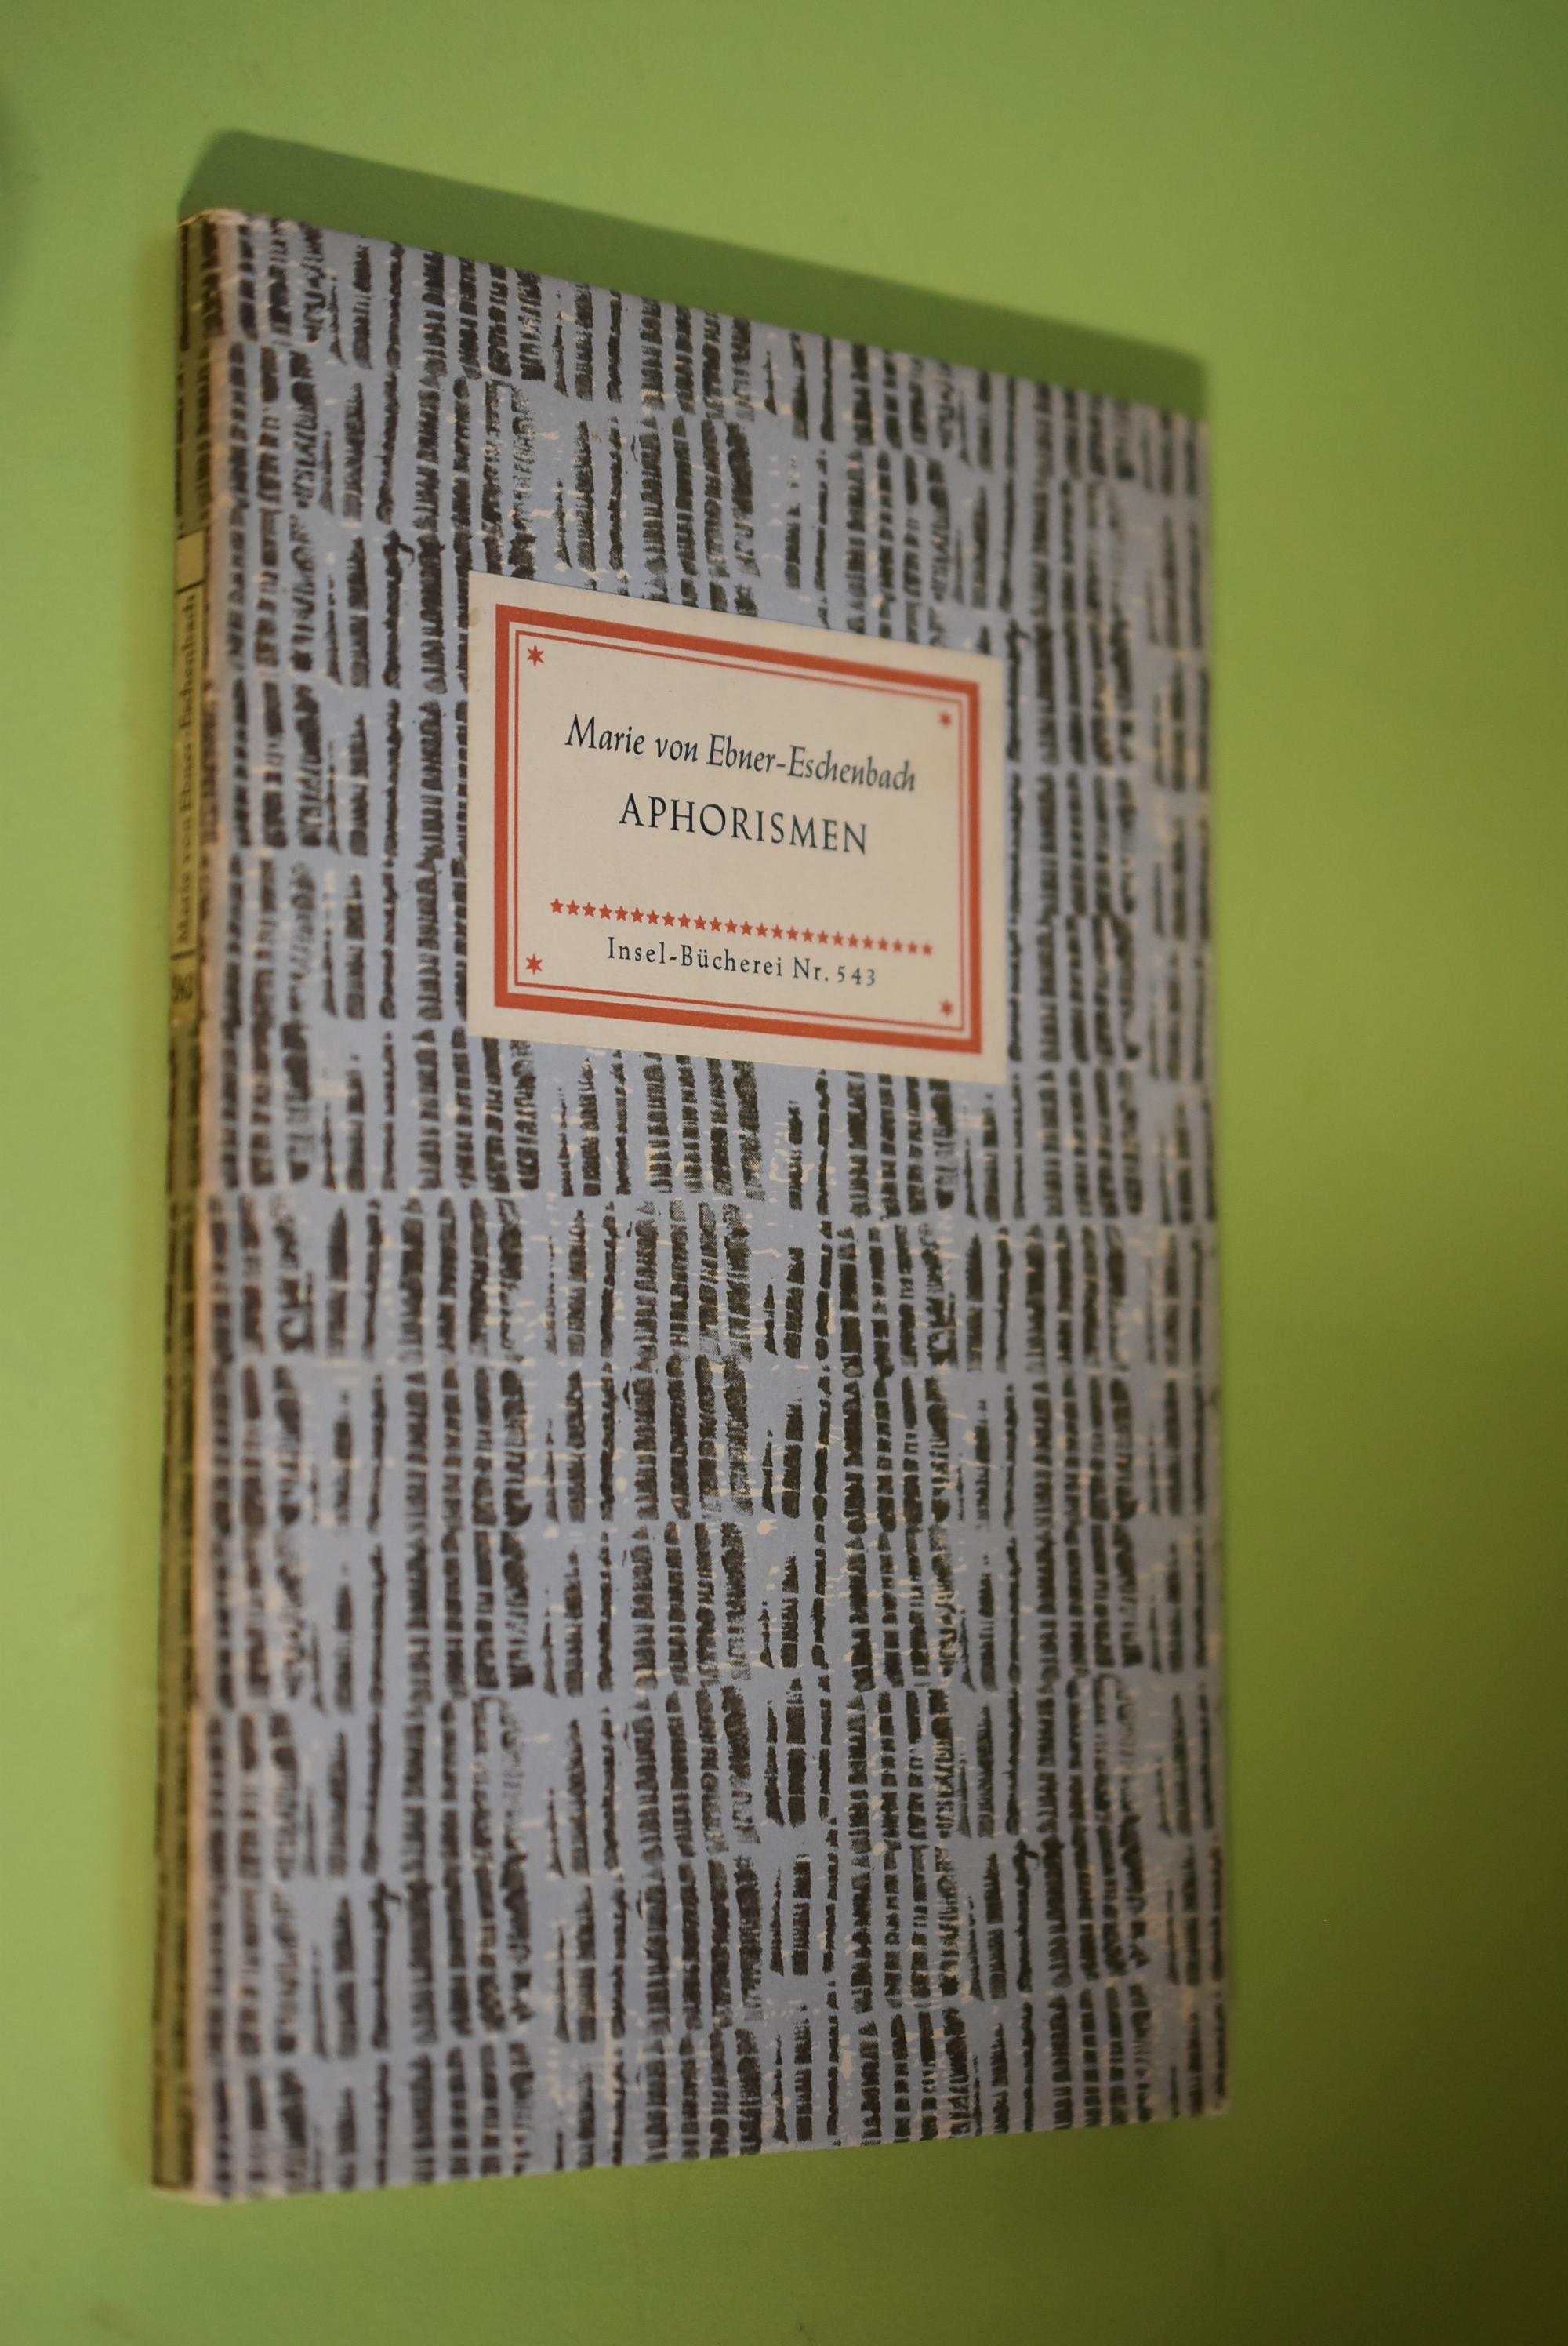 Marie von Ebner-Eschenbach
APHORISMEN
Insel-Bücherei Nr. 543
Marie von Ebner-Eschenbach